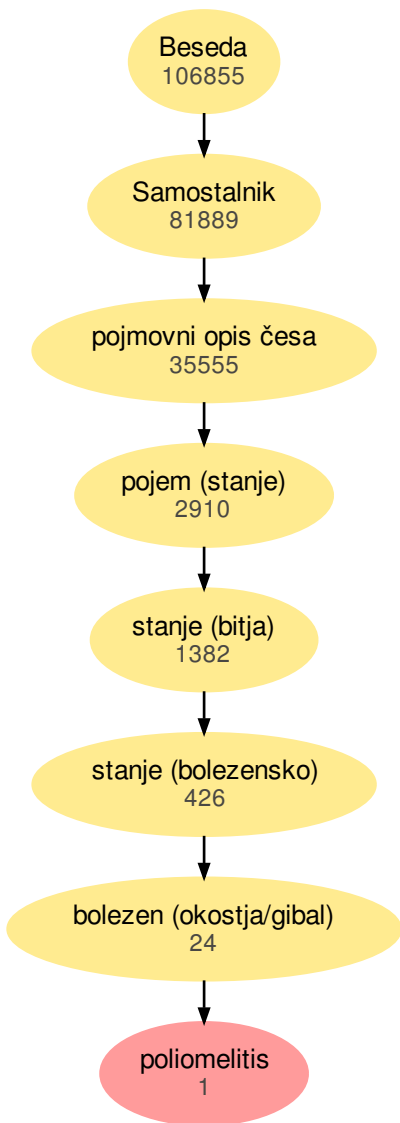 Beseda
106855
Samostalnik
81889
pojmovni opis česa
35555
pojem (stanje)
2910
stanje (bitja)
1382
stanje (bolezensko)
426
bolezen (okostja/gibal)
24
poliomelitis
1